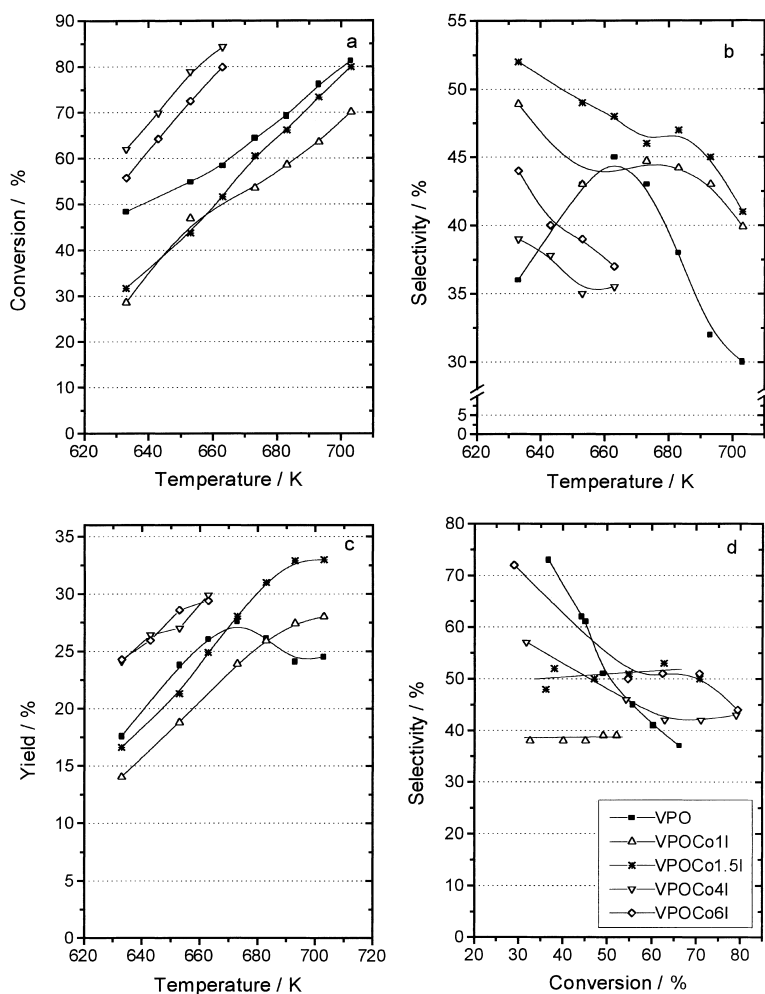 a
Conversion / %
90
80
70
60
50
40
30
20
10
0
620 640 660 680 700
Temperature / K
b
Selectivity / %
55
50
45
40
35
30
5
0
620 640 660 680 700
Temperature / K
c
Yield / %
35
30
25
20
15
10
5
0
620 640 660 680 700 720
Temperature / K
d
Selectivity / %
80
70
60
50
40
30
20
10
0
VPO
VPOCo1I
VPOCo1.5I
VPOCo4I
VPOCo6I
20 30 40 50 60 70 80 90
Conversion / %